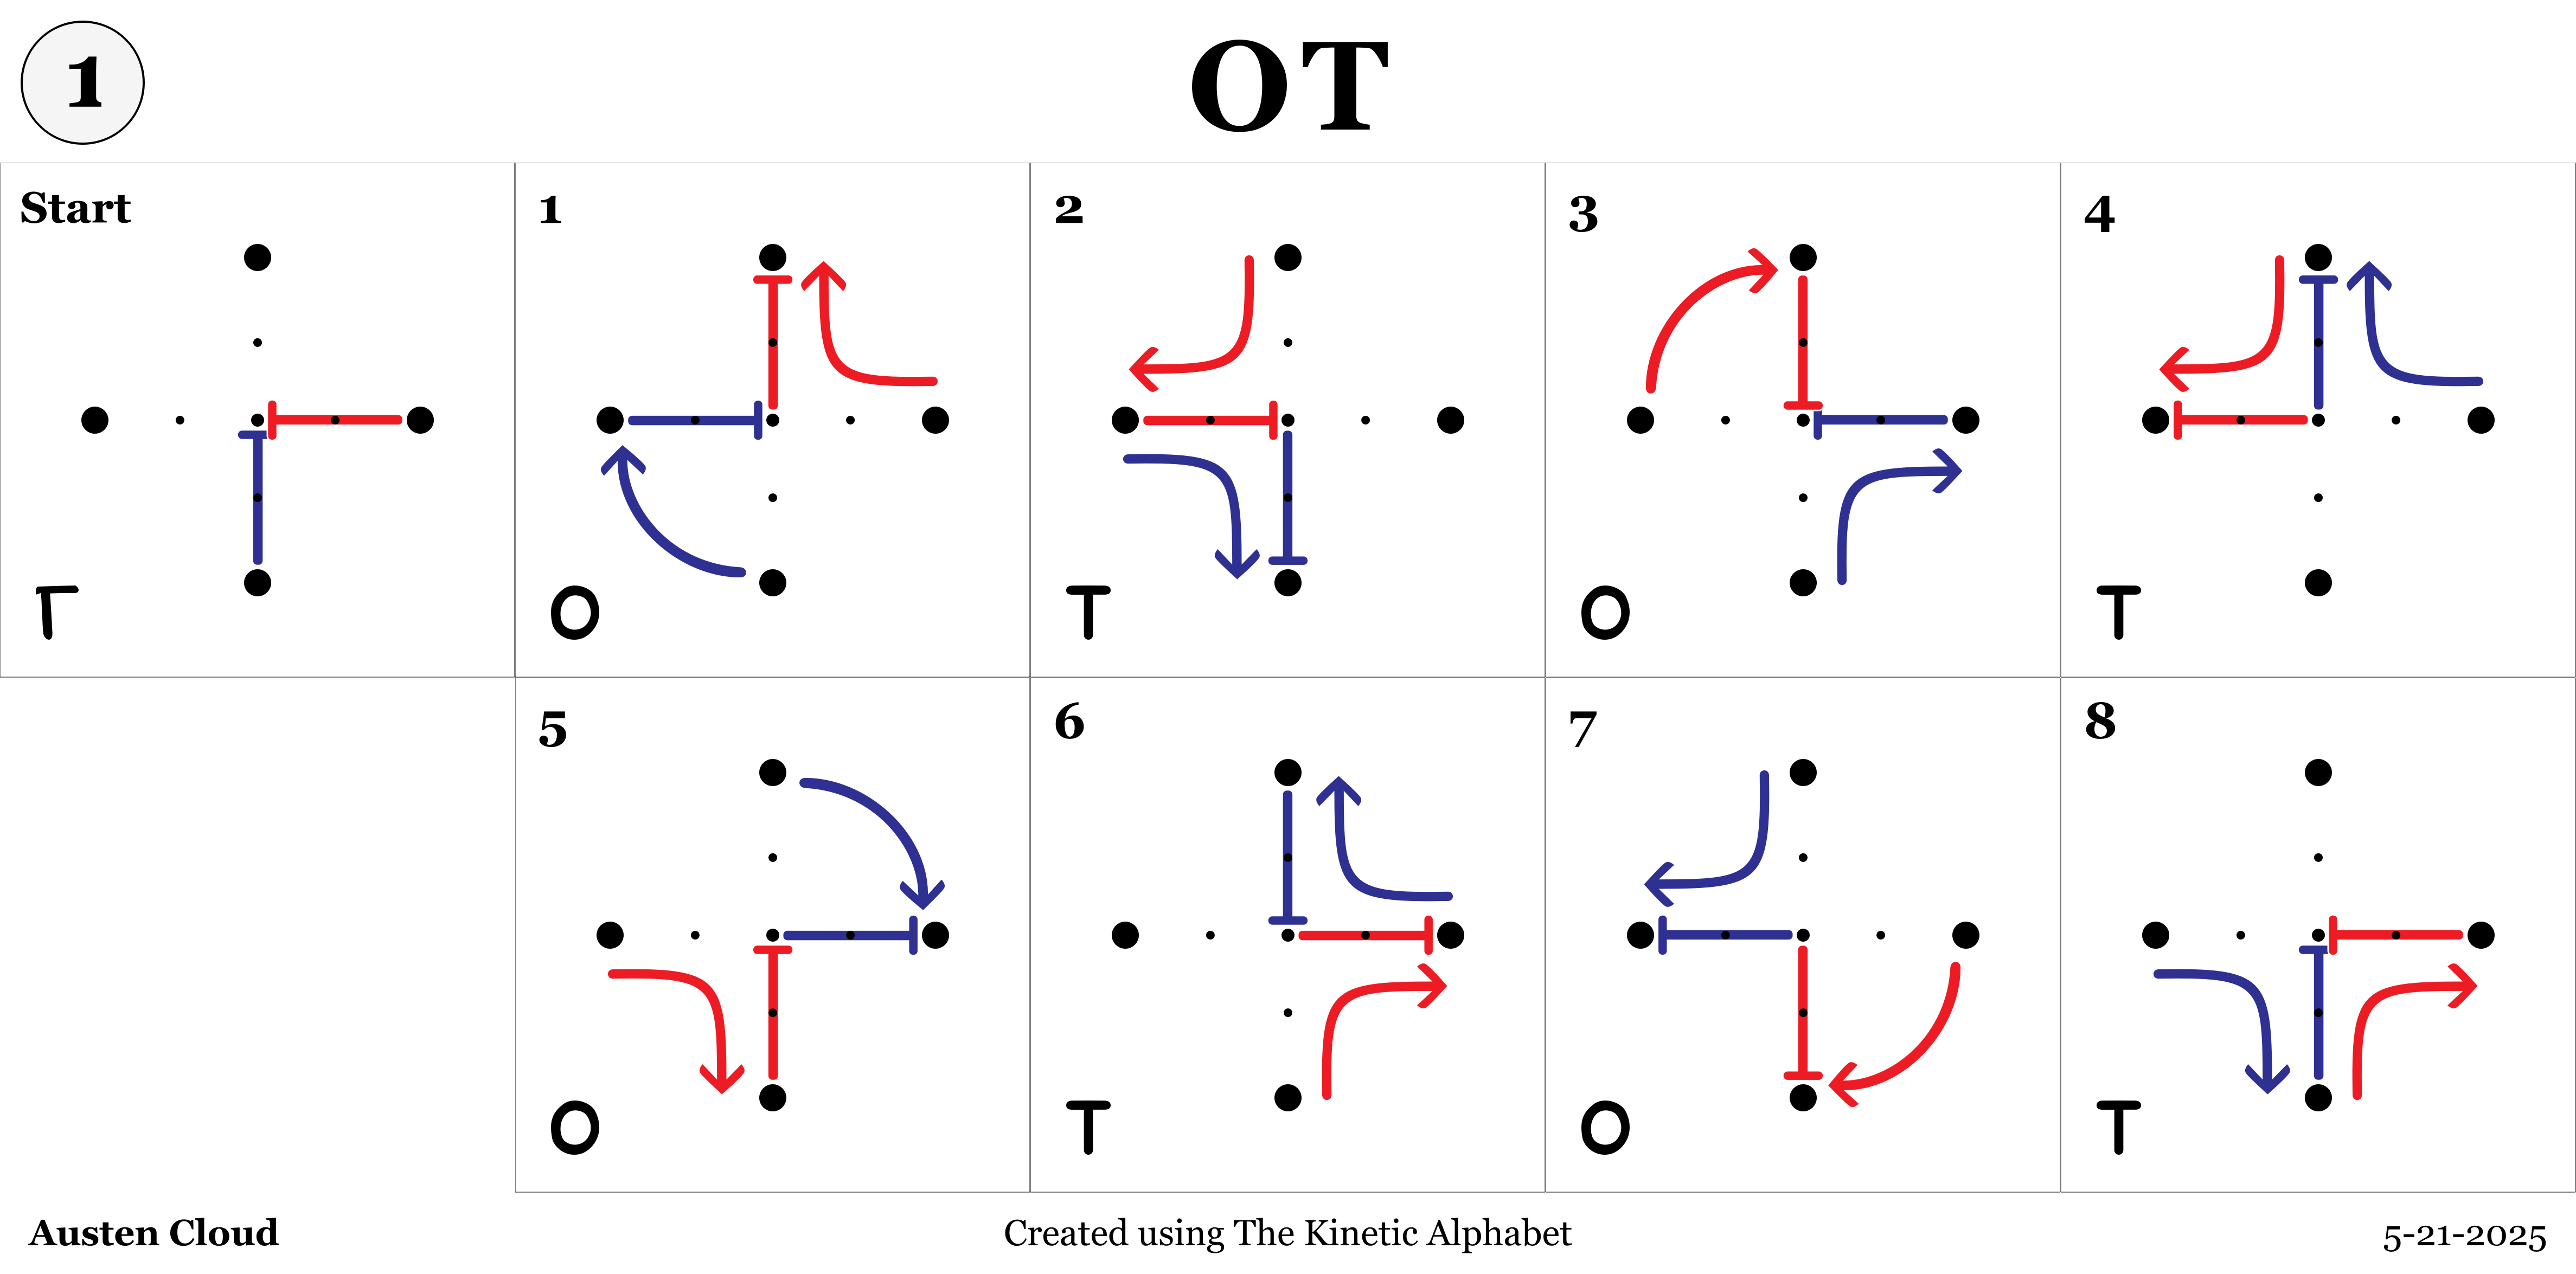 1
OT
Start
Γ
1
O
2
T
3
O
4
T
5
O
6
T
7
O
8
T
Austen Cloud
Created using The Kinetic Alphabet
5-21-2025